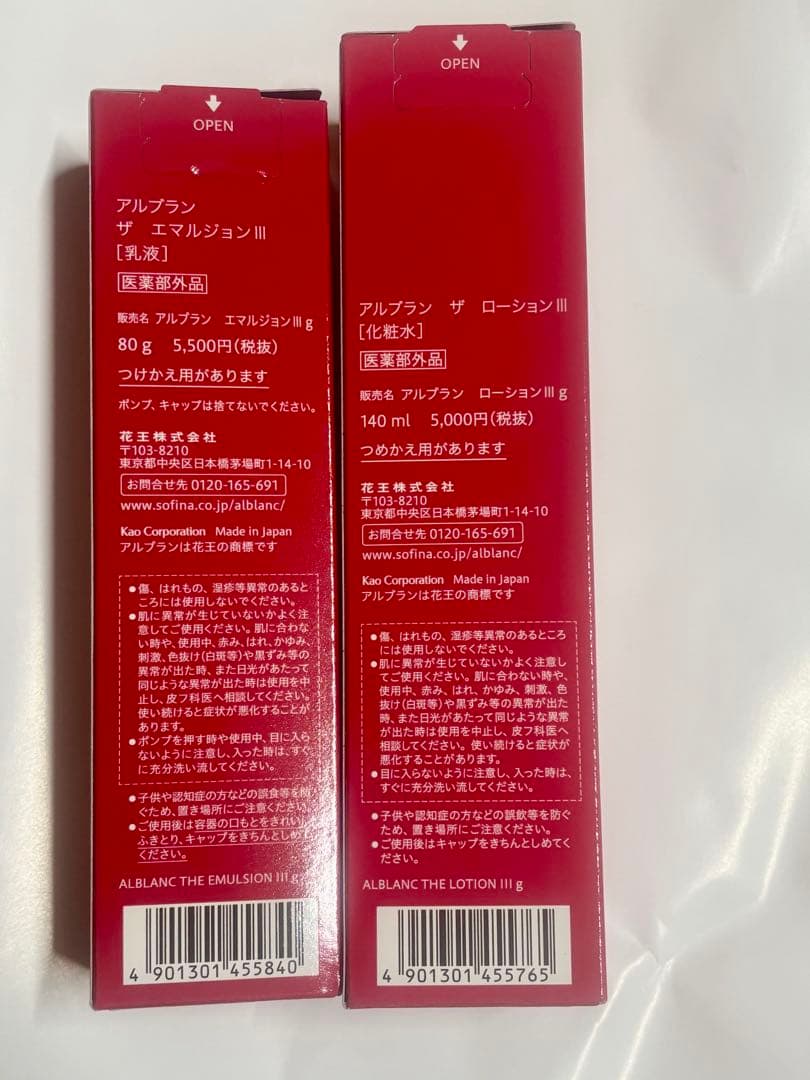 OPEN
アルブラン
ザ エマルジョンIII
[乳液]
医薬部外品
販売名 アルブラン エマルジョンIII g
80 g 5,500円(税抜)
つけかえ用があります
ポンプ、キャップは捨てないでください。
花王株式会社
〒103-8210
東京都中央区日本橋茅場町1-14-10
お問合せ先 0120-165-691
www.sofina.co.jp/alblanc/
Kao Corporation Made in Japan
アルブランは花王の商標です
●傷、はれもの、湿疹等異常のあると
ころには使用しないでください。
●肌に異常が生じていないかよく注
意してご使用ください。肌に合わな
い時や、使用中、赤み、はれ、かゆみ、
刺激、色抜け(白斑等)や黒ずみ等の
異常が出た時、また日光があたって
同じような異常が出た時は使用を中
止し、皮フ科医へ相談してください。
使い続けると症状が悪化することが
あります。
●ポンプを押す時や使用中、目に入ら
ないように注意し、入った時は、すぐ
に充分洗い流してください。
●子供や認知症の方などの誤食等を防
ぐため、置き場所にご注意ください。
●ご使用後は容器の口もとをきれいに
ふきとり、キャップをきちんとしめて
ください。
ALBLANC THE EMULSION III g
4 901301 455840
OPEN
アルブラン ザ ローションIII
[化粧水]
医薬部外品
販売名 アルブラン ローションIII g
140 ml 5,000円(税抜)
つめかえ用があります
花王株式会社
〒103-8210
東京都中央区日本橋茅場町1-14-10
お問合せ先 0120-165-691
www.sofina.co.jp/alblanc/
Kao Corporation Made in Japan
アルブランは花王の商標です
●傷、はれもの、湿疹等異常のあるところ
には使用しないでください。
●肌に異常が生じていないかよく注意し
てご使用ください。肌に合わない時や、
使用中、赤み、はれ、かゆみ、刺激、色
抜け(白斑等)や黒ずみ等の異常が出た
時、また日光があたって同じような異常
が出た時は使用を中止し、皮フ科医へ
相談してください。使い続けると症状が
悪化することがあります。
●目に入らないように注意し、入った時は、
すぐに充分洗い流してください。
●子供や認知症の方などの誤飲等を防ぐ
ため、置き場所にご注意ください。
●ご使用後はキャップをきちんとしめてく
ださい。
ALBLANC THE LOTION III g
4 901301 455765